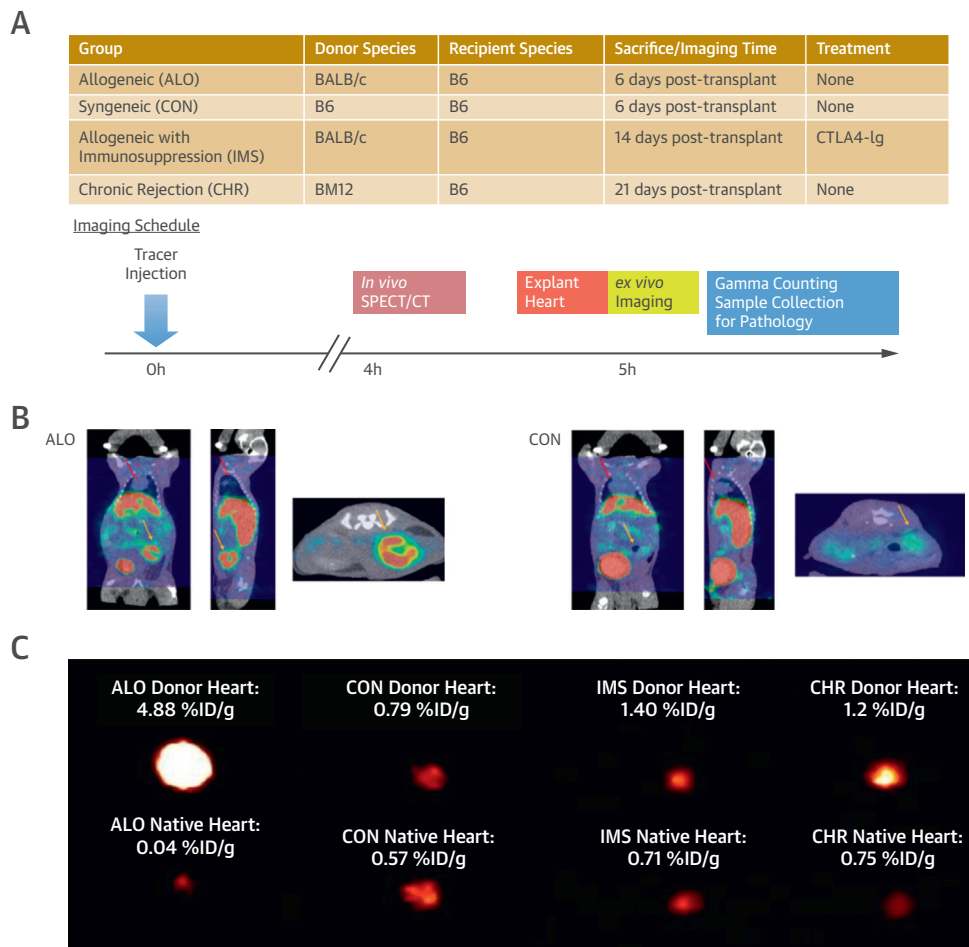 A
Group Donor Species Recipient Species Sacrifice/Imaging Time Treatment
Allogeneic (ALO) BALB/c B6 6 days post-transplant None
Syngeneic (CON) B6 B6 6 days post-transplant None
Allogeneic with Immunosuppression (IMS) BALB/c B6 14 days post-transplant CTLA4-Ig
Chronic Rejection (CHR) BM12 B6 21 days post-transplant None
Imaging Schedule
Tracer
Injection
In vivo
SPECT/CT
Explant
Heart
ex vivo
Imaging
Gamma Counting
Sample Collection
for Pathology
0h
4h
5h
B
ALO
CON
C
ALO Donor Heart:
4.88 %ID/g
CON Donor Heart:
0.79 %ID/g
IMS Donor Heart:
1.40 %ID/g
CHR Donor Heart:
1.2 %ID/g
ALO Native Heart:
0.04 %ID/g
CON Native Heart:
0.57 %ID/g
IMS Native Heart:
0.71 %ID/g
CHR Native Heart:
0.75 %ID/g